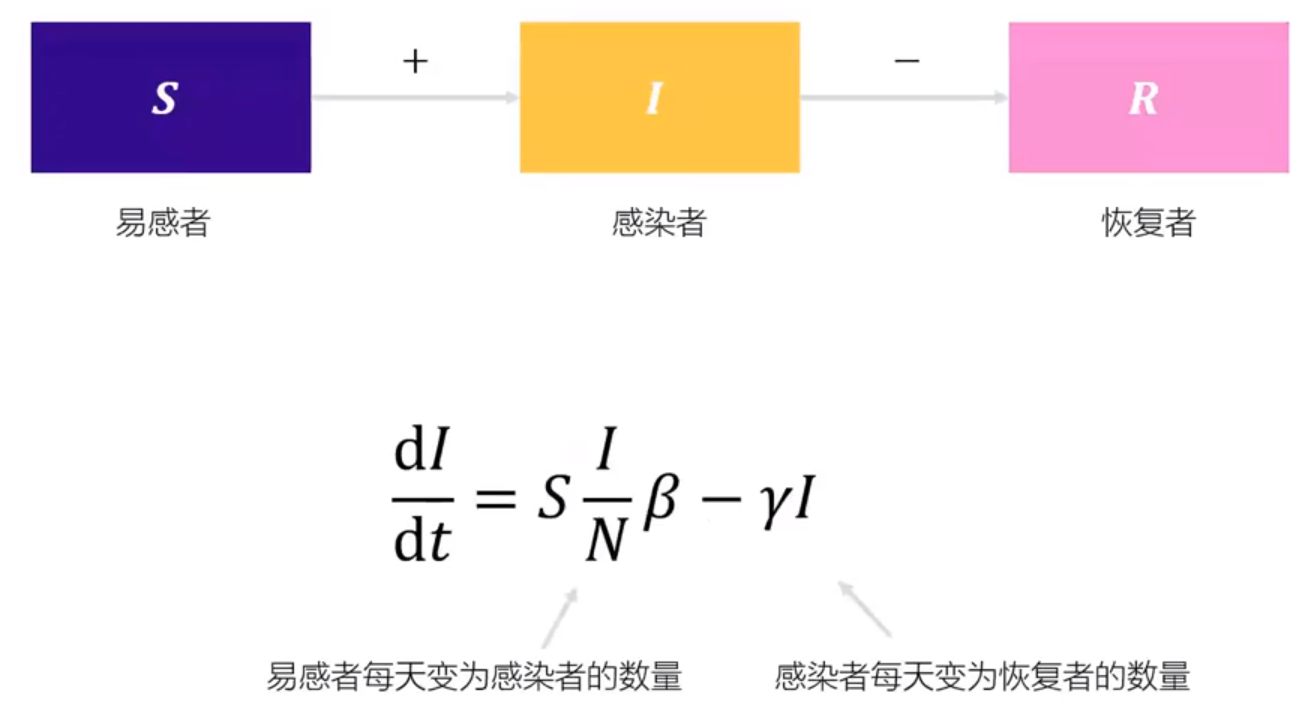 + −
S I R
易感者 感染者 恢复者
dI/dt = S I/N β − γI
易感者每天变为感染者的数量 感染者每天变为恢复者的数量